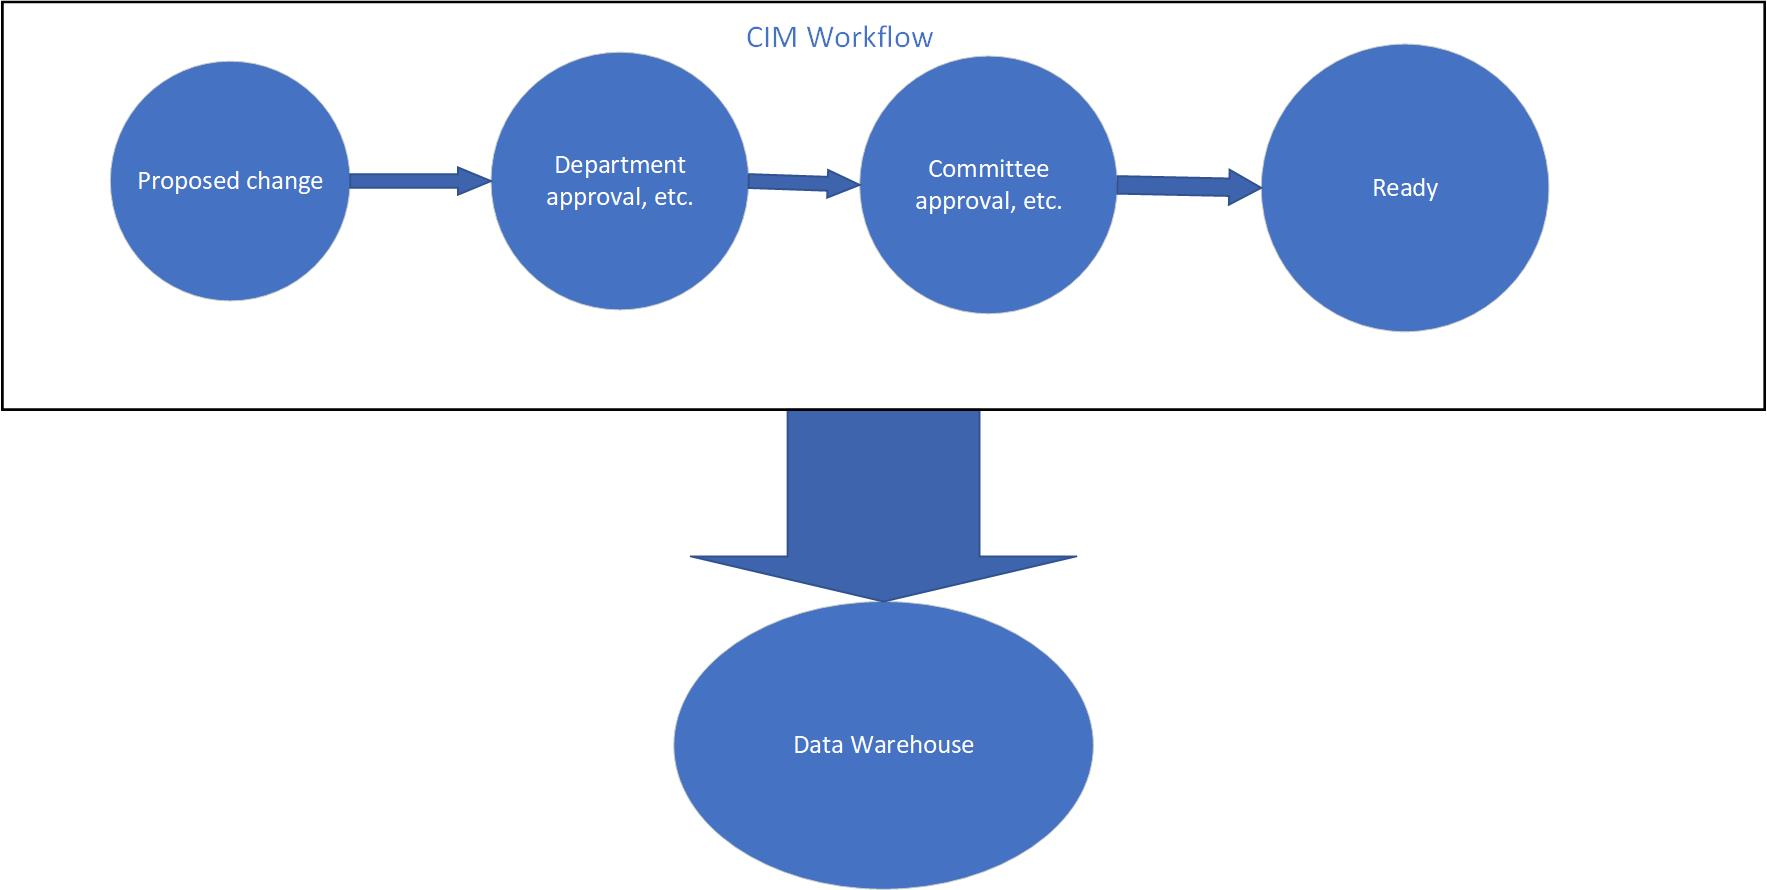 CIM Workflow
Proposed change
Department
approval, etc.
Committee
approval, etc.
Ready
Data Warehouse